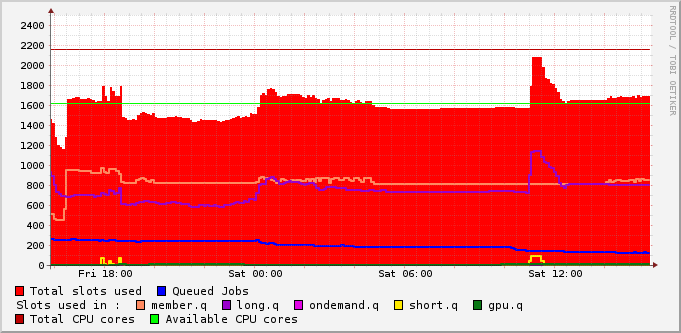 RRDTOOL / TOBI OETIKER
2400
2200
2000
1800
1600
1400
1200
1000
800
600
400
200
0
Fri 18:00 Sat 00:00 Sat 06:00 Sat 12:00
Total slots used Queued Jobs
Slots used in : member.q long.q ondemand.q short.q gpu.q
Total CPU cores Available CPU cores